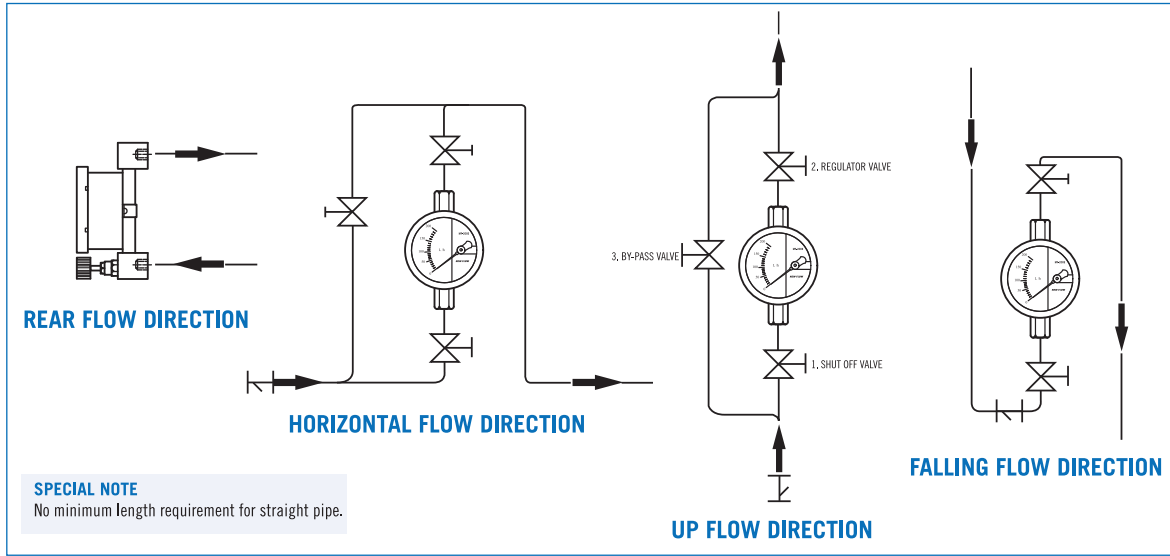 2. REGULATOR VALVE
3. BY-PASS VALVE
1. SHUT OFF VALVE
REAR FLOW DIRECTION
HORIZONTAL FLOW DIRECTION
FALLING FLOW DIRECTION
UP FLOW DIRECTION
SPECIAL NOTE
No minimum length requirement for straight pipe.